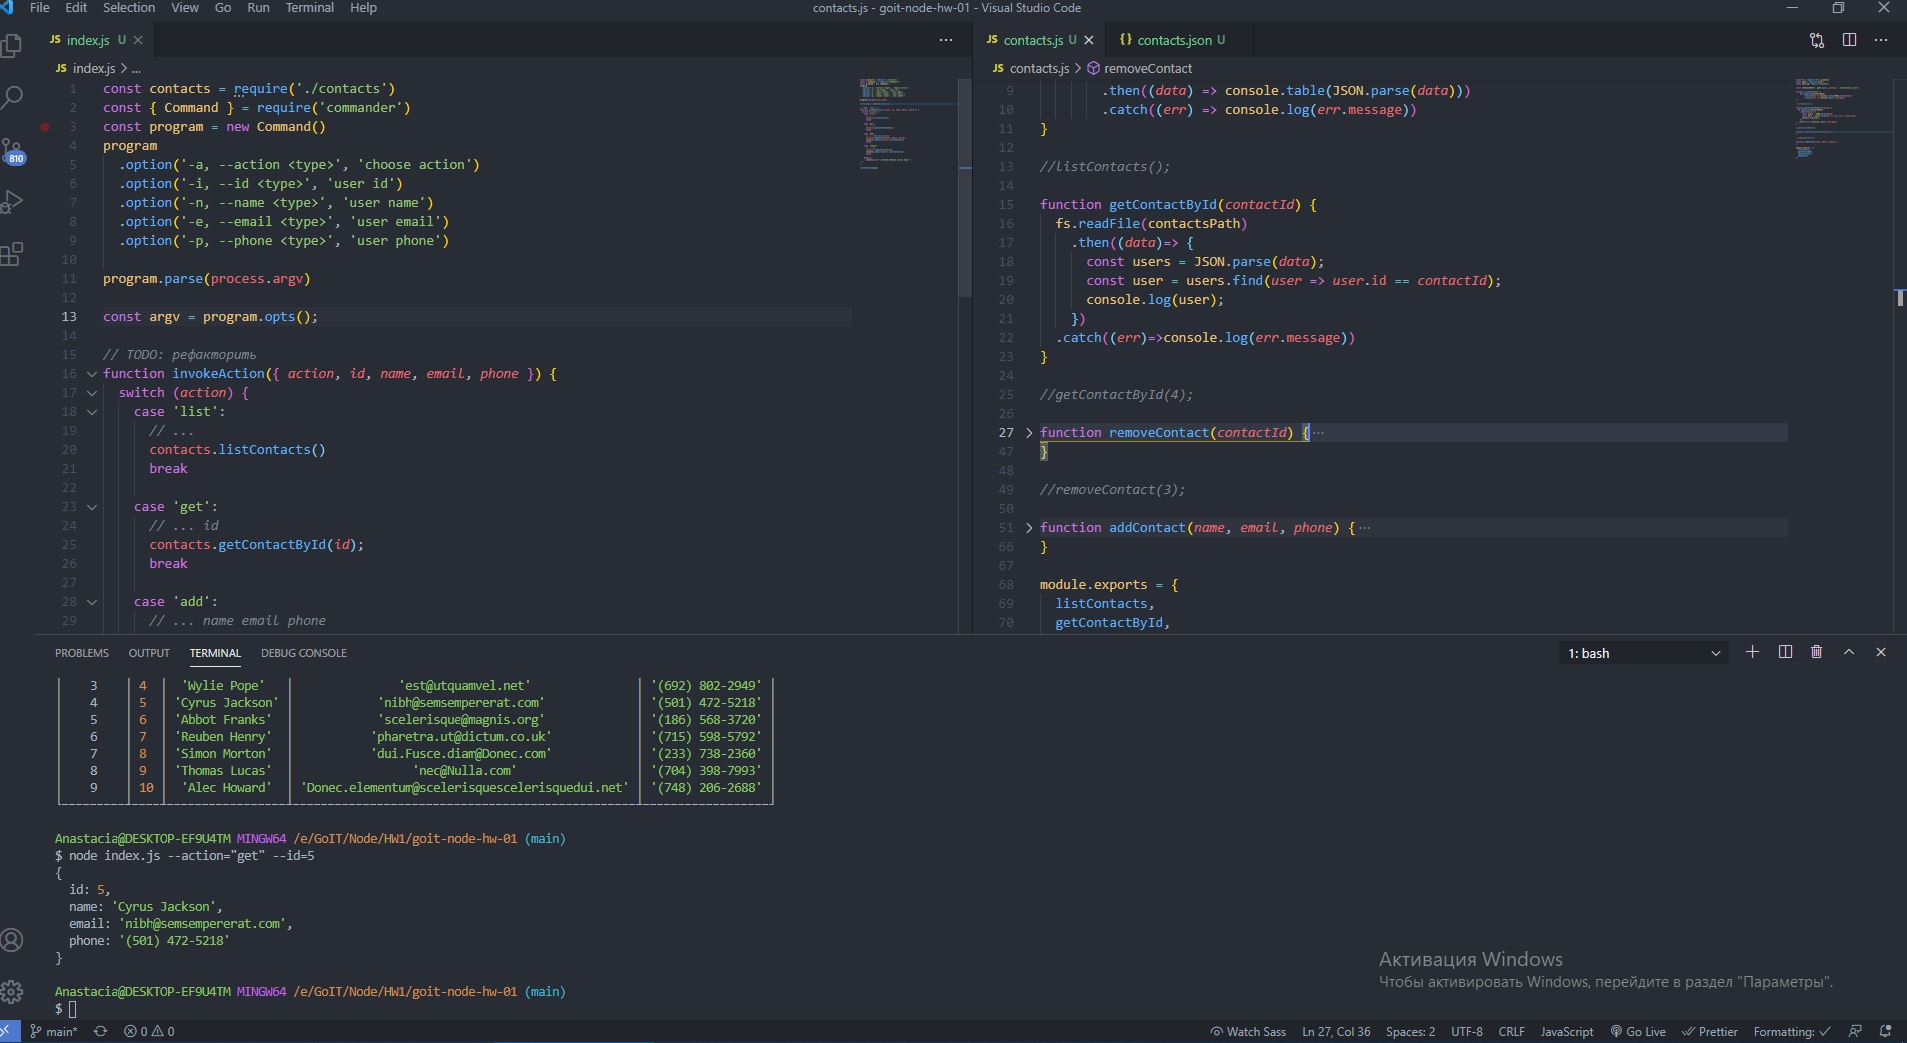 File Edit Selection View Go Run Terminal Help
contacts.js - goit-node-hw-01 - Visual Studio Code
JS index.js U
JS index.js > ...
1 const contacts = require('./contacts')
2 const { Command } = require('commander')
3 const program = new Command()
4 program
5 .option('-a, --action <type>', 'choose action')
6 .option('-i, --id <type>', 'user id')
7 .option('-n, --name <type>', 'user name')
8 .option('-e, --email <type>', 'user email')
9 .option('-p, --phone <type>', 'user phone')
10
11 program.parse(process.argv)
12
13 const argv = program.opts();
14
15 // TODO: рефакторить
16 function invokeAction({ action, id, name, email, phone }) {
17 switch (action) {
18 case 'list':
19 // ...
20 contacts.listContacts()
21 break
22
23 case 'get':
24 // ... id
25 contacts.getContactById(id);
26 break
27
28 case 'add':
29 // ... name email phone
JS contacts.js U
{} contacts.json U
JS contacts.js > removeContact
9 .then((data) => console.table(JSON.parse(data)))
10 .catch((err) => console.log(err.message))
11 }
12
13 //listContacts();
14
15 function getContactById(contactId) {
16 fs.readFile(contactsPath)
17 .then((data)=> {
18 const users = JSON.parse(data);
19 const user = users.find(user => user.id == contactId);
20 console.log(user);
21 })
22 .catch((err)=>console.log(err.message))
23 }
24
25 //getContactById(4);
26
27 function removeContact(contactId) {...
47 }
48
49 //removeContact(3);
50
51 function addContact(name, email, phone) {...
66 }
67
68 module.exports = {
69 listContacts,
70 getContactById,
810
PROBLEMS OUTPUT TERMINAL DEBUG CONSOLE
1: bash
3 4 'Wylie Pope' 'est@utquamvel.net' '(692) 802-2949'
4 5 'Cyrus Jackson' 'nibh@semsempererat.com' '(501) 472-5218'
5 6 'Abbot Franks' 'scelerisque@magnis.org' '(186) 568-3720'
6 7 'Reuben Henry' 'pharetra.ut@dictum.co.uk' '(715) 598-5792'
7 8 'Simon Morton' 'dui.Fusce.diam@Donec.com' '(233) 738-2360'
8 9 'Thomas Lucas' 'nec@Nulla.com' '(704) 398-7993'
9 10 'Alec Howard' 'Donec.elementum@scelerisquescelerisquedui.net' '(748) 206-2688'
Anastacia@DESKTOP-EF9U4TM MINGW64 /e/GoIT/Node/HW1/goit-node-hw-01 (main)
$ node index.js --action="get" --id=5
{
id: 5,
name: 'Cyrus Jackson',
email: 'nibh@semsempererat.com',
phone: '(501) 472-5218'
}
Anastacia@DESKTOP-EF9U4TM MINGW64 /e/GoIT/Node/HW1/goit-node-hw-01 (main)
$
Активация Windows
Чтобы активировать Windows, перейдите в раздел "Параметры".
main* 0 0 Watch Sass Ln 27, Col 36 Spaces: 2 UTF-8 CRLF JavaScript Go Live Prettier Formatting: ✓